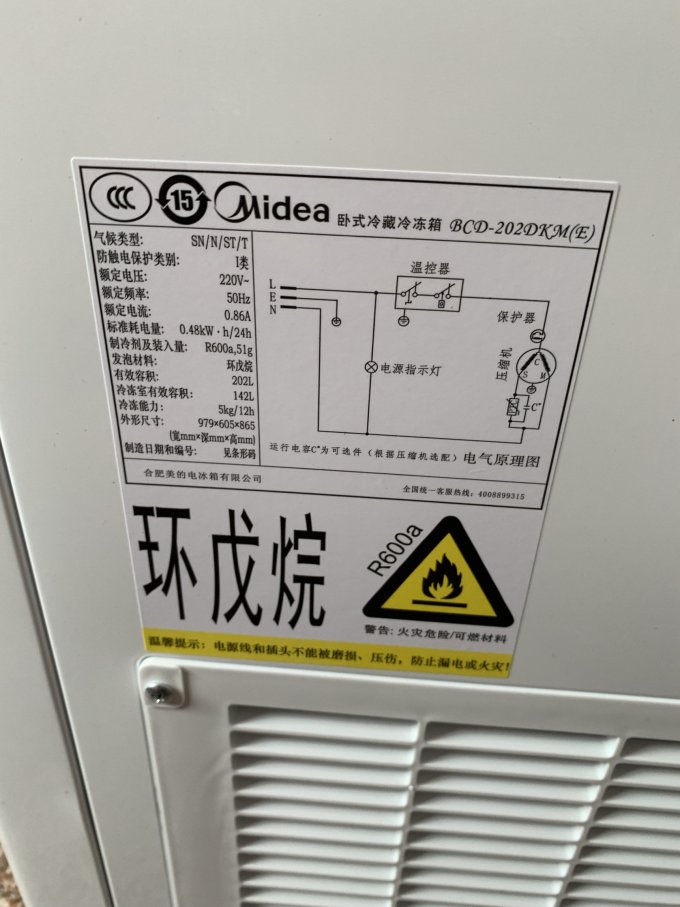 CCC 15 Midea 卧式冷藏冷冻箱 BCD-202DKM(E)
气候类型: SN/N/ST/T
防触电保护类别: I类
额定电压: 220V~
额定频率: 50Hz
额定电流: 0.86A
标准耗电量: 0.48kW·h/24h
制冷剂及装入量: R600a,51g
发泡材料: 环戊烷
有效容积: 202L
冷冻室有效容积: 142L
冷冻能力: 5kg/12h
外形尺寸: 979×605×865
(宽mm×深mm×高mm)
制造日期和编号: 见条形码
温控器
L
E
N
保护器
电源指示灯
压缩机
C
S M
C*
运行电容C*为可选件(根据压缩机选配) 电气原理图
合肥美的电冰箱有限公司
全国统一客服热线: 4008899315
环戊烷
R600a
警告: 火灾危险/可燃材料
温馨提示: 电源线和插头不能被磨损、压伤, 防止漏电或火灾!